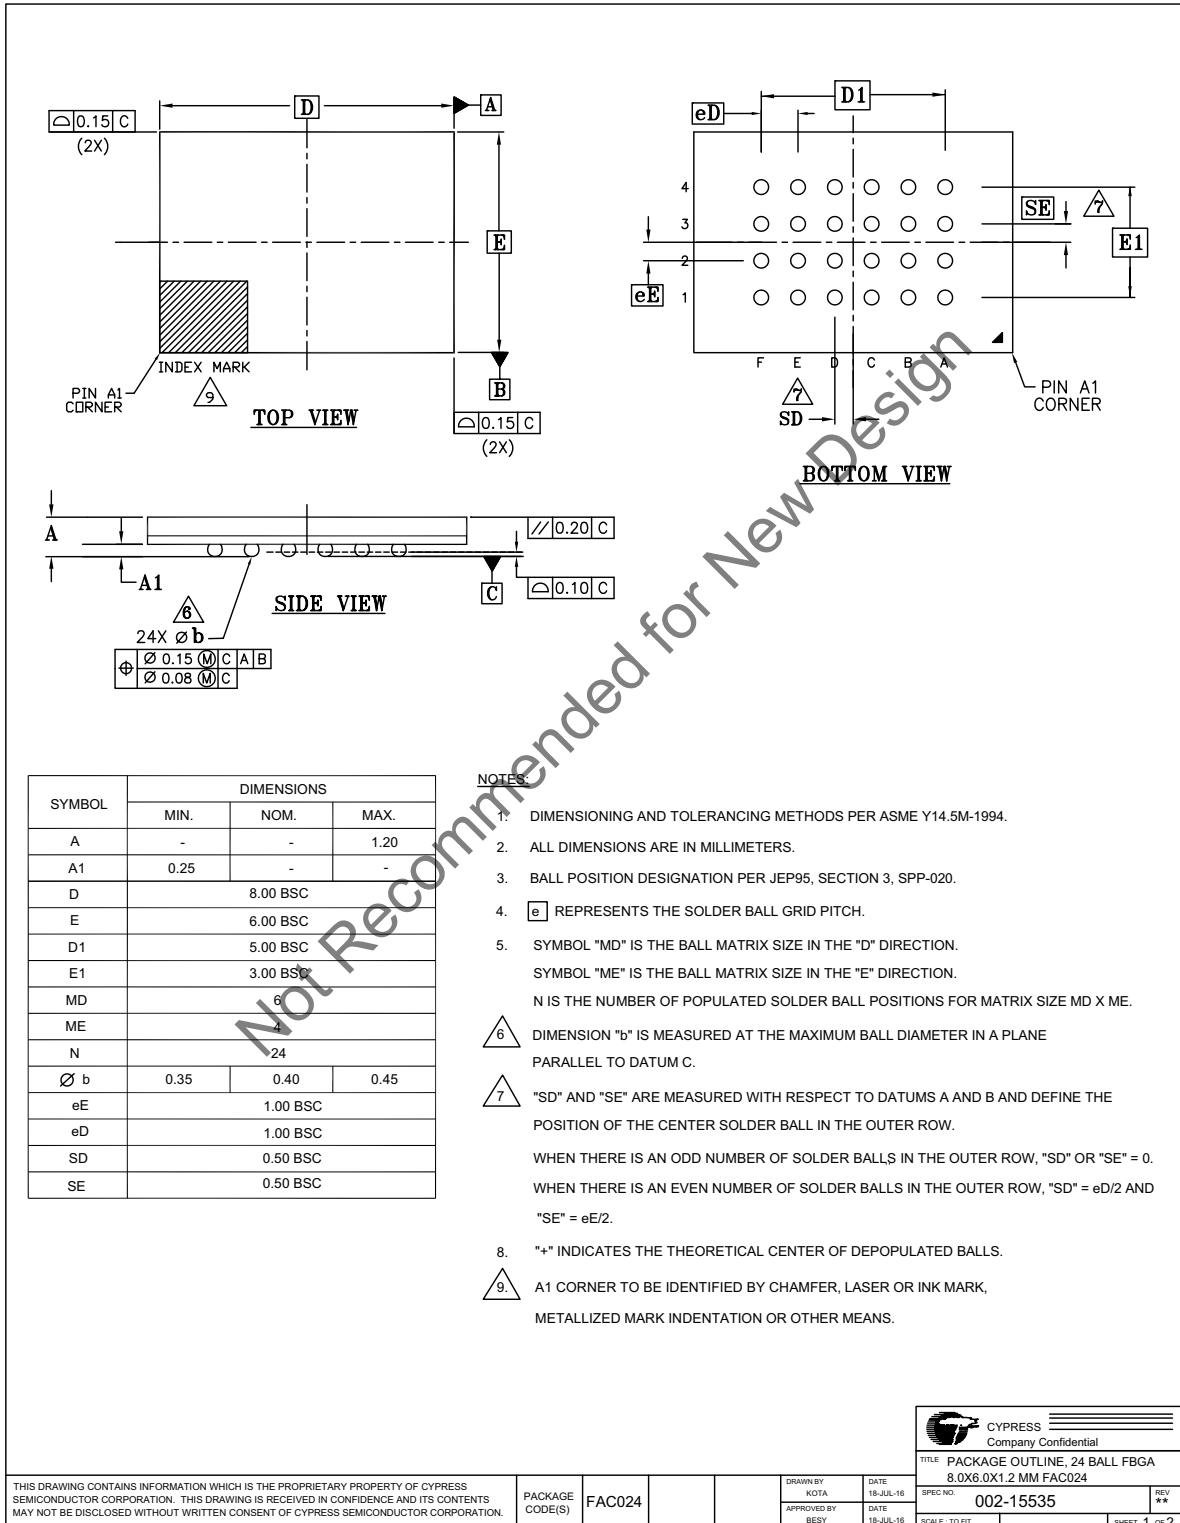 D
A
0.15 C
(2X)
E
INDEX MARK
9
PIN A1
CORNER
TOP VIEW
B
0.15 C
(2X)
eD
D1
4
3
2
1
SE
7
E1
eE
F E D C B A
7
SD
PIN A1
CORNER
BOTTOM VIEW
A
A1
// 0.20 C
0.10 C
C
SIDE VIEW
6
24X Ø b
Ø 0.15 Ⓜ C A B
Ø 0.08 Ⓜ C
Not Recommended for New Design
SYMBOL DIMENSIONS
MIN. NOM. MAX.
A - - 1.20
A1 0.25 - -
D 8.00 BSC
E 6.00 BSC
D1 5.00 BSC
E1 3.00 BSC
MD 6
ME 4
N 24
Ø b 0.35 0.40 0.45
eE 1.00 BSC
eD 1.00 BSC
SD 0.50 BSC
SE 0.50 BSC
NOTES:
1. DIMENSIONING AND TOLERANCING METHODS PER ASME Y14.5M-1994.
2. ALL DIMENSIONS ARE IN MILLIMETERS.
3. BALL POSITION DESIGNATION PER JEP95, SECTION 3, SPP-020.
4. e REPRESENTS THE SOLDER BALL GRID PITCH.
5. SYMBOL "MD" IS THE BALL MATRIX SIZE IN THE "D" DIRECTION.
SYMBOL "ME" IS THE BALL MATRIX SIZE IN THE "E" DIRECTION.
N IS THE NUMBER OF POPULATED SOLDER BALL POSITIONS FOR MATRIX SIZE MD X ME.
6 DIMENSION "b" IS MEASURED AT THE MAXIMUM BALL DIAMETER IN A PLANE
PARALLEL TO DATUM C.
7 "SD" AND "SE" ARE MEASURED WITH RESPECT TO DATUMS A AND B AND DEFINE THE
POSITION OF THE CENTER SOLDER BALL IN THE OUTER ROW.
WHEN THERE IS AN ODD NUMBER OF SOLDER BALLS IN THE OUTER ROW, "SD" OR "SE" = 0.
WHEN THERE IS AN EVEN NUMBER OF SOLDER BALLS IN THE OUTER ROW, "SD" = eD/2 AND
"SE" = eE/2.
8. "+" INDICATES THE THEORETICAL CENTER OF DEPOPULATED BALLS.
9. A1 CORNER TO BE IDENTIFIED BY CHAMFER, LASER OR INK MARK,
METALLIZED MARK INDENTATION OR OTHER MEANS.
CYPRESS
Company Confidential
TITLE PACKAGE OUTLINE, 24 BALL FBGA
8.0X6.0X1.2 MM FAC024
THIS DRAWING CONTAINS INFORMATION WHICH IS THE PROPRIETARY PROPERTY OF CYPRESS
SEMICONDUCTOR CORPORATION. THIS DRAWING IS RECEIVED IN CONFIDENCE AND ITS CONTENTS
MAY NOT BE DISCLOSED WITHOUT WRITTEN CONSENT OF CYPRESS SEMICONDUCTOR CORPORATION.
PACKAGE
CODE(S)
FAC024
DRAWN BY
KOTA
DATE
18-JUL-16
APPROVED BY
BESY
DATE
18-JUL-16
SPEC NO.
002-15535
REV
**
SCALE : TO FIT
SHEET 1 OF 2